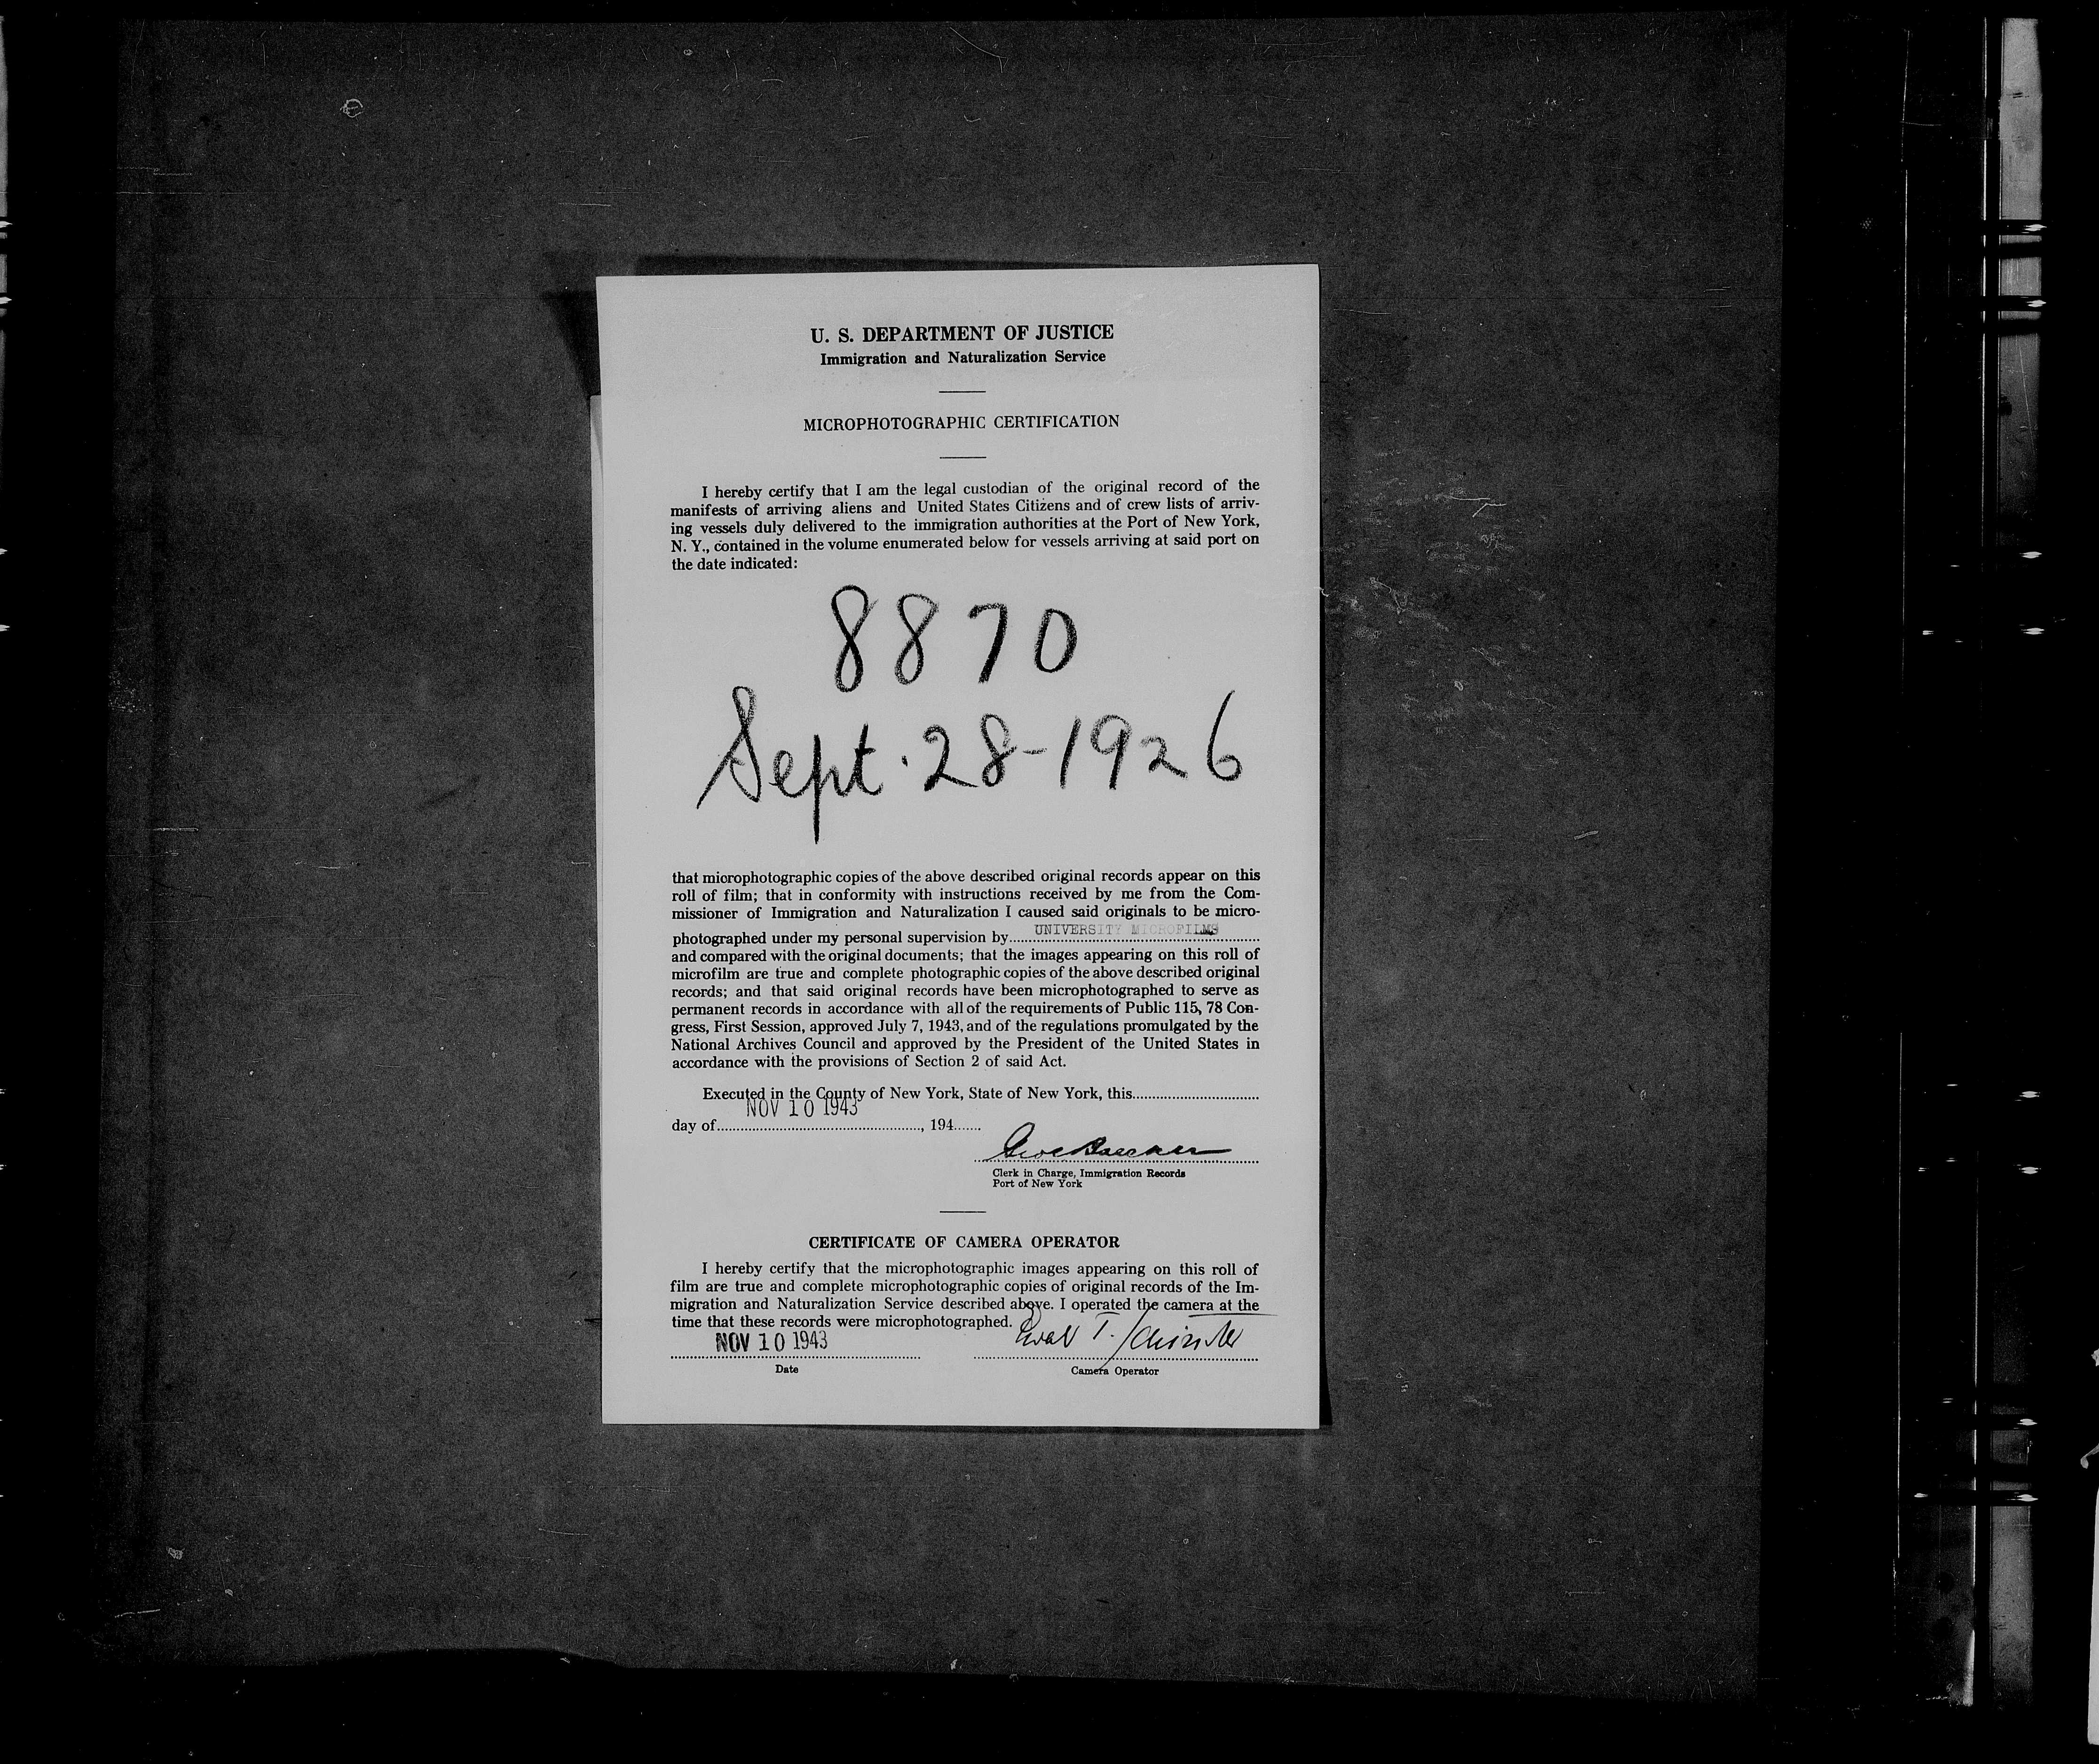 U. S. DEPARTMENT OF JUSTICE
Immigration and Naturalization Service
MICROPHOTOGRAPHIC CERTIFICATION
I hereby certify that I am the legal custodian of the original record of the
manifests of arriving aliens and United States Citizens and of crew lists of arriv-
ing vessels duly delivered to the immigration authorities at the Port of New York,
N. Y., contained in the volume enumerated below for vessels arriving at said port on
the date indicated:
8870
Sept. 28-1926
that microphotographic copies of the above described original records appear on this
roll of film; that in conformity with instructions received by me from the Com-
missioner of Immigration and Naturalization I caused said originals to be micro-
photographed under my personal supervision by UNIVERSITY MICROFILMS
and compared with the original documents; that the images appearing on this roll of
microfilm are true and complete photographic copies of the above described original
records; and that said original records have been microphotographed to serve as
permanent records in accordance with all of the requirements of Public 115, 78 Con-
gress, First Session, approved July 7, 1943, and of the regulations promulgated by the
National Archives Council and approved by the President of the United States in
accordance with the provisions of Section 2 of said Act.
Executed in the County of New York, State of New York, this
NOV 10 1943
day of , 194
Clerk in Charge, Immigration Records
Port of New York
CERTIFICATE OF CAMERA OPERATOR
I hereby certify that the microphotographic images appearing on this roll of
film are true and complete microphotographic copies of original records of the Im-
migration and Naturalization Service described above. I operated the camera at the
time that these records were microphotographed.
NOV 10 1943
Date
Camera Operator